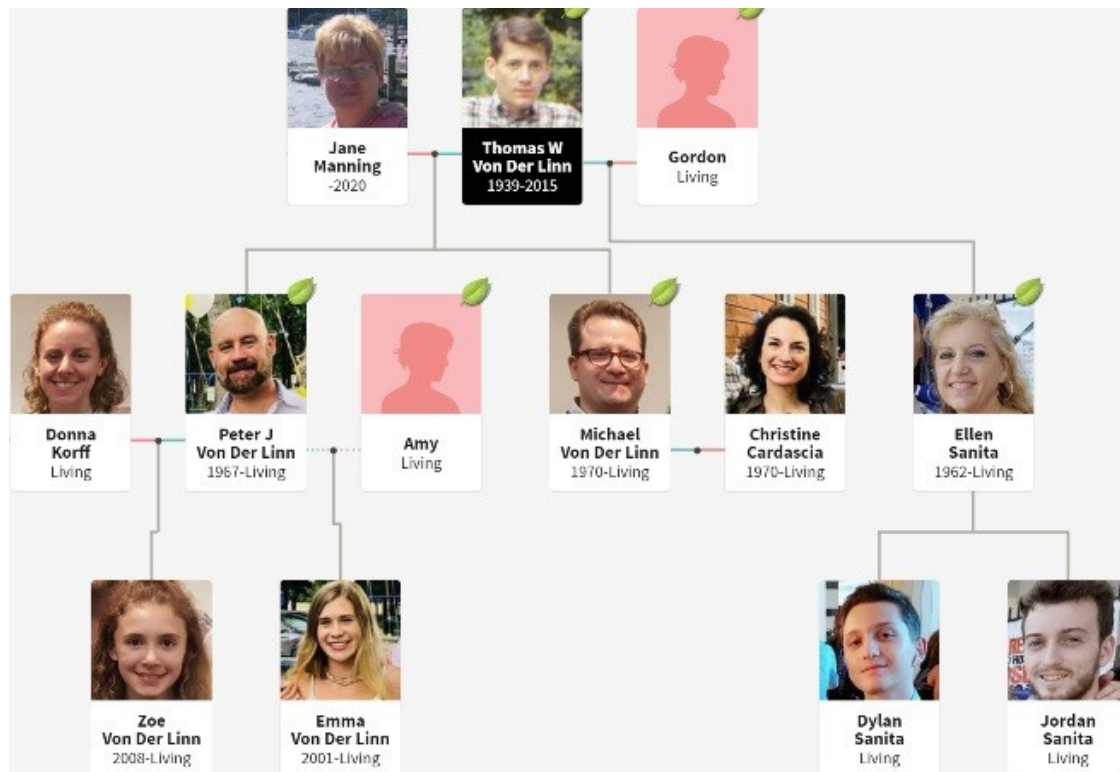 Jane
Manning
-2020
Thomas W
Von Der Linn
1939-2015
Gordon
Living
Donna
Korff
Living
Peter J
Von Der Linn
1967-Living
Amy
Living
Michael
Von Der Linn
1970-Living
Christine
Cardascia
1970-Living
Ellen
Sanita
1962-Living
Zoe
Von Der Linn
2008-Living
Emma
Von Der Linn
2001-Living
Dylan
Sanita
Living
Jordan
Sanita
Living